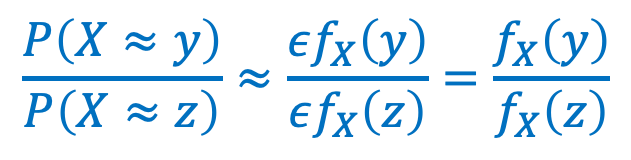 P(X ≈ y) / P(X ≈ z) ≈ ϵf_X(y) / ϵf_X(z) = f_X(y) / f_X(z)